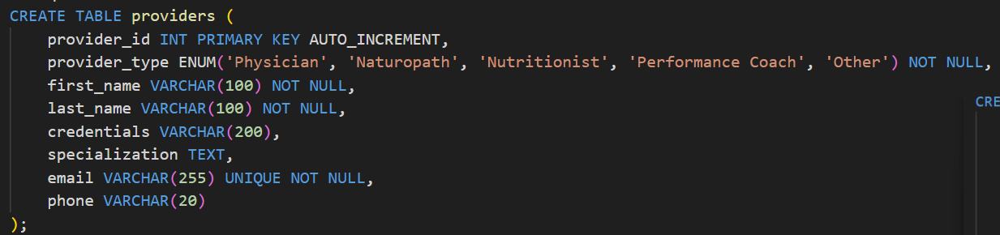 CREATE TABLE providers (
    provider_id INT PRIMARY KEY AUTO_INCREMENT,
    provider_type ENUM('Physician', 'Naturopath', 'Nutritionist', 'Performance Coach', 'Other') NOT NULL,
    first_name VARCHAR(100) NOT NULL,
    last_name VARCHAR(100) NOT NULL,
    credentials VARCHAR(200),
    specialization TEXT,
    email VARCHAR(255) UNIQUE NOT NULL,
    phone VARCHAR(20)
);
CRE